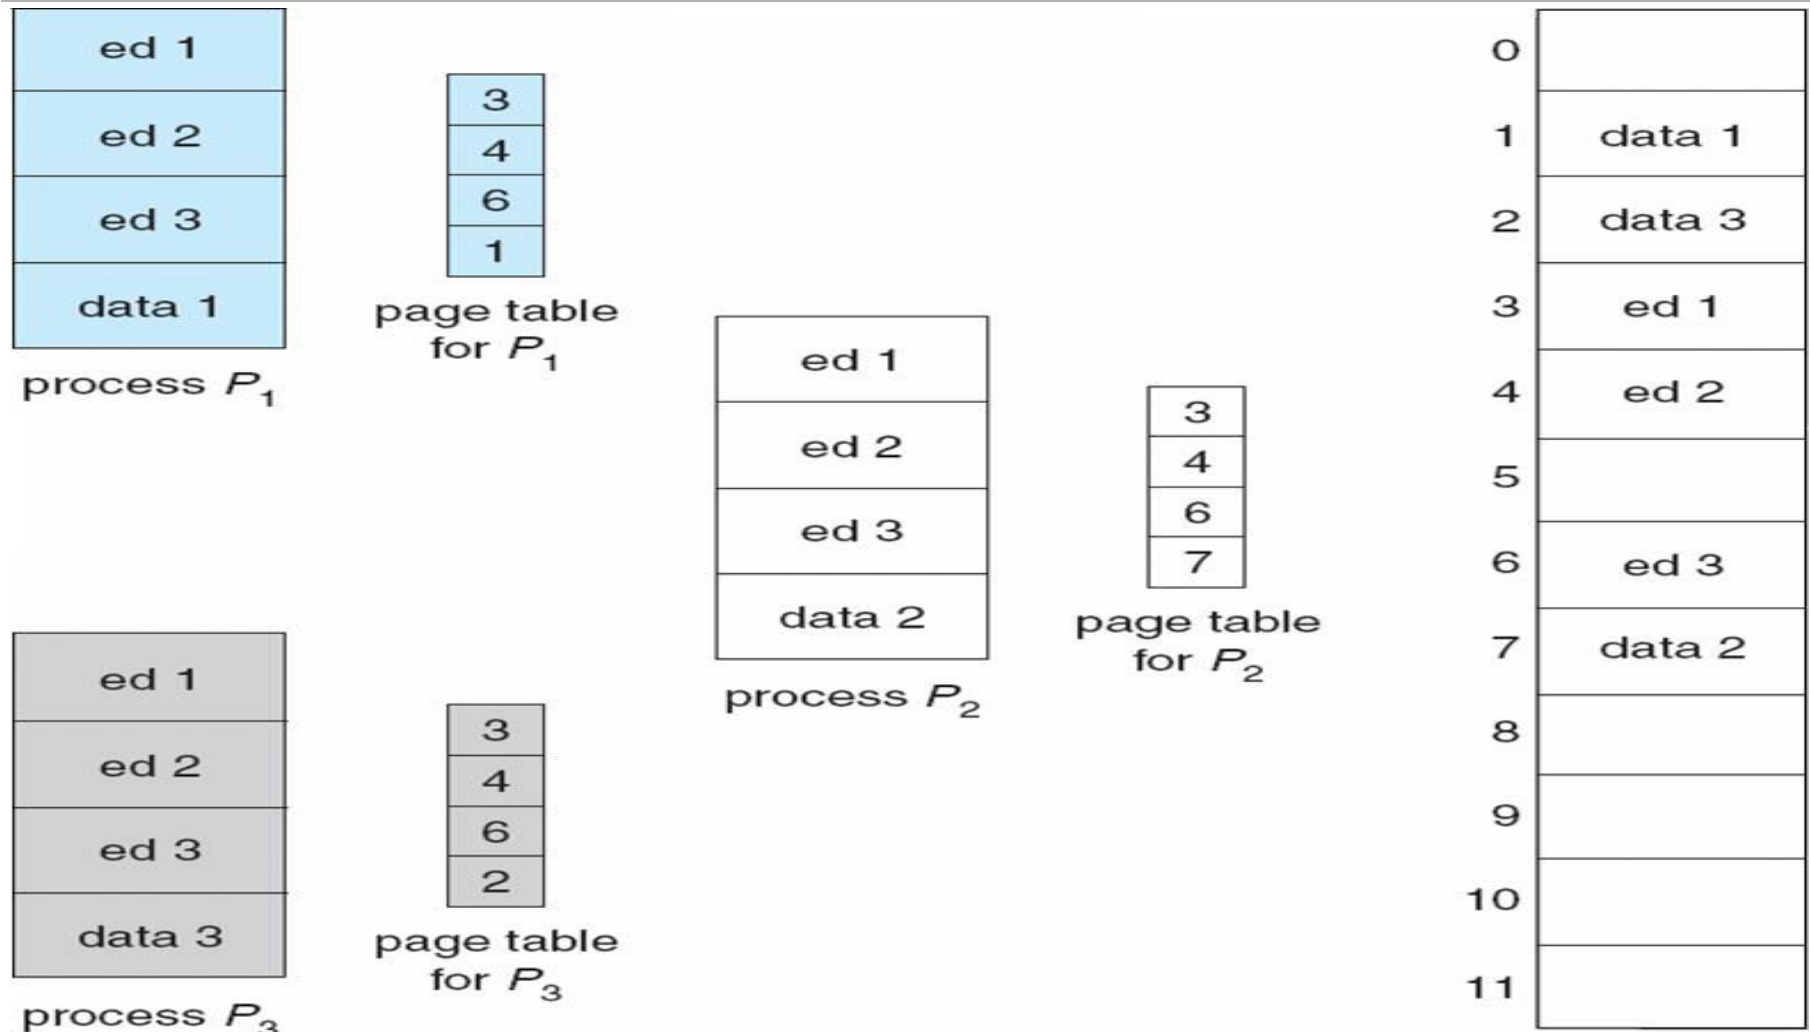 ed 1
ed 2
ed 3
data 1
process P1
3
4
6
1
page table
for P1
ed 1
ed 2
ed 3
data 2
process P2
3
4
6
7
page table
for P2
ed 1
ed 2
ed 3
data 3
process P3
3
4
6
2
page table
for P3
0
1 data 1
2 data 3
3 ed 1
4 ed 2
5
6 ed 3
7 data 2
8
9
10
11